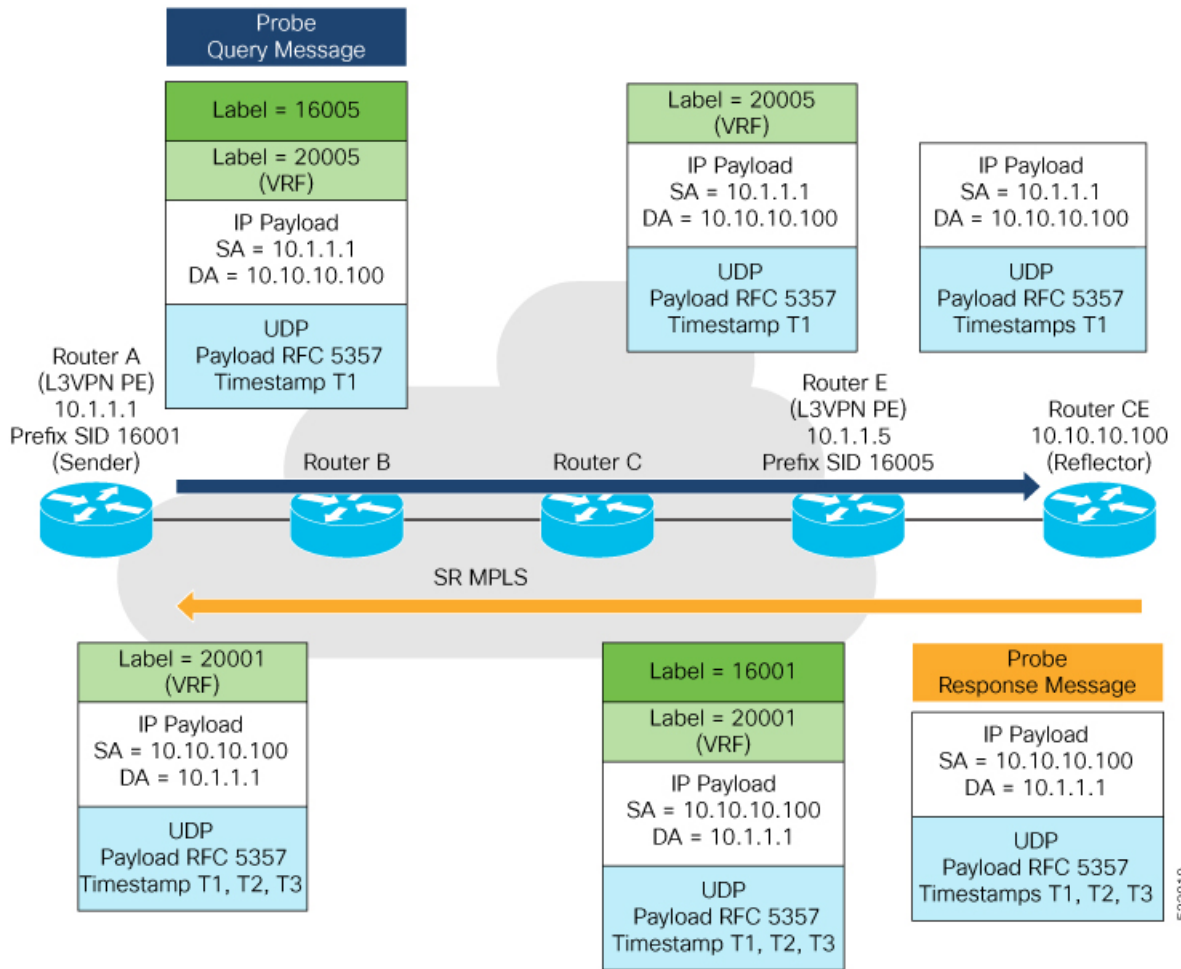 Probe
Query Message
Label = 16005
Label = 20005
(VRF)
IP Payload
SA = 10.1.1.1
DA = 10.10.10.100
UDP
Payload RFC 5357
Timestamp T1
Label = 20005
(VRF)
IP Payload
SA = 10.1.1.1
DA = 10.10.10.100
UDP
Payload RFC 5357
Timestamp T1
IP Payload
SA = 10.1.1.1
DA = 10.10.10.100
UDP
Payload RFC 5357
Timestamps T1
Router A
(L3VPN PE)
10.1.1.1
Prefix SID 16001
(Sender)
Router B
Router C
Router E
(L3VPN PE)
10.1.1.5
Prefix SID 16005
Router CE
10.10.10.100
(Reflector)
SR MPLS
Label = 20001
(VRF)
IP Payload
SA = 10.10.10.100
DA = 10.1.1.1
UDP
Payload RFC 5357
Timestamp T1, T2, T3
Label = 16001
Label = 20001
(VRF)
IP Payload
SA = 10.10.10.100
DA = 10.1.1.1
UDP
Payload RFC 5357
Timestamp T1, T2, T3
Probe
Response Message
IP Payload
SA = 10.10.10.100
DA = 10.1.1.1
UDP
Payload RFC 5357
Timestamps T1, T2, T3